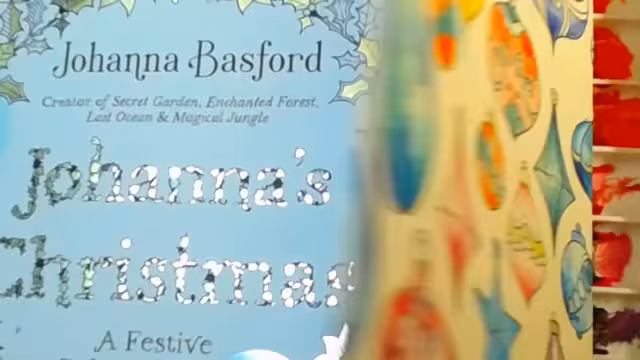 Johanna Basford
Creator of Secret Garden, Enchanted Forest,
Lost Ocean & Magical Jungle
Johanna's
Christmas
A Festive